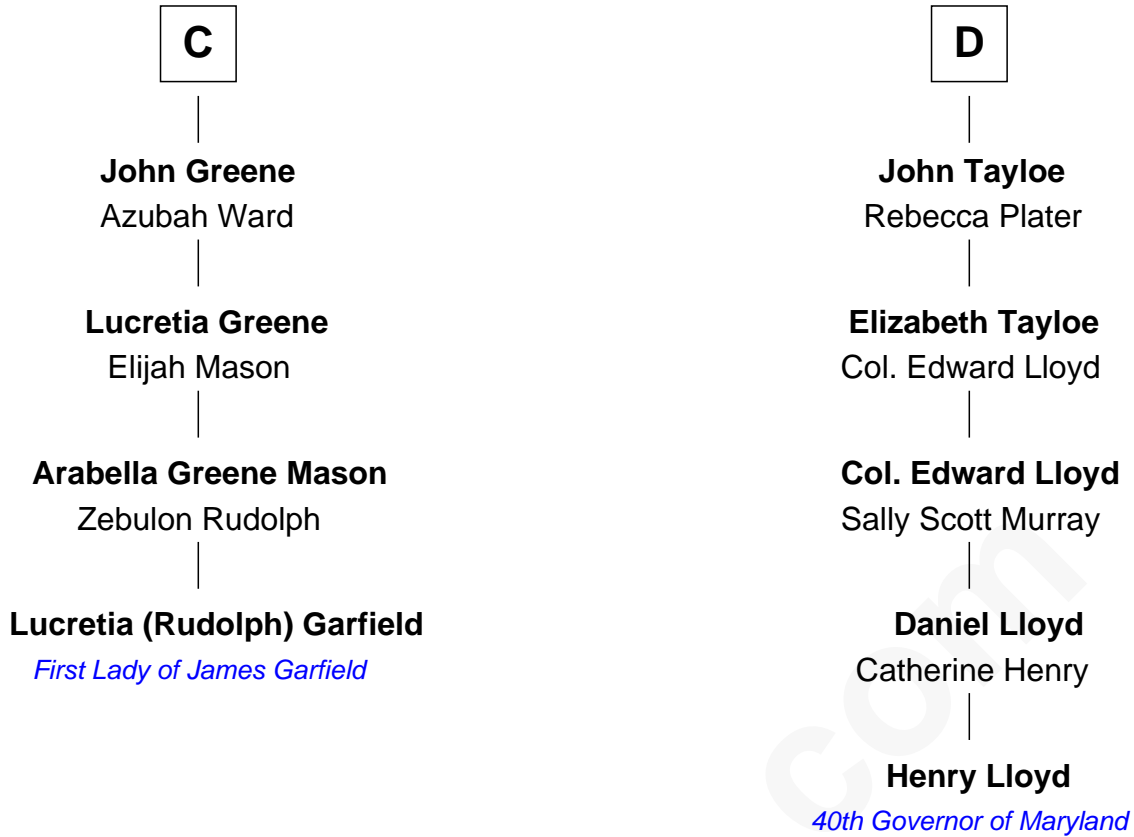 C
John Greene
Azubah Ward
Lucretia Greene
Elijah Mason
Arabella Greene Mason
Zebulon Rudolph
Lucretia (Rudolph) Garfield
First Lady of James Garfield
D
John Tayloe
Rebecca Plater
Elizabeth Tayloe
Col. Edward Lloyd
Col. Edward Lloyd
Sally Scott Murray
Daniel Lloyd
Catherine Henry
Henry Lloyd
40th Governor of Maryland
com